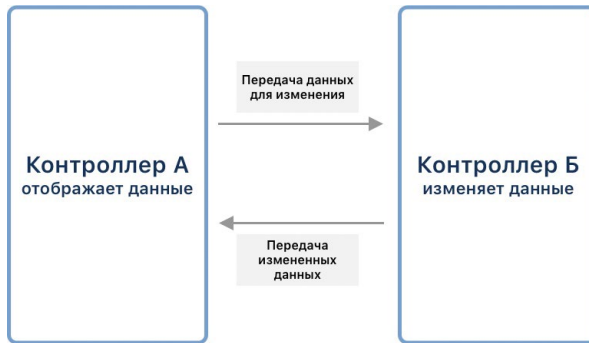 Контроллер А
отображает данные
Передача данных
для изменения
Передача
измененных
данных
Контроллер Б
изменяет данные